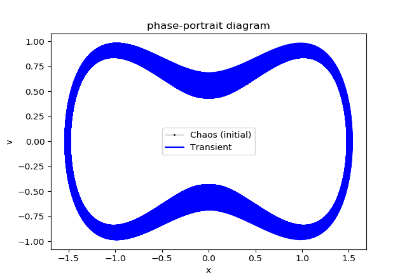 phase-portrait diagram
1.00
0.75
0.50
0.25
0.00
−0.25
−0.50
−0.75
−1.00
v
Chaos (initial)
Transient
−1.5 −1.0 −0.5 0.0 0.5 1.0 1.5
x